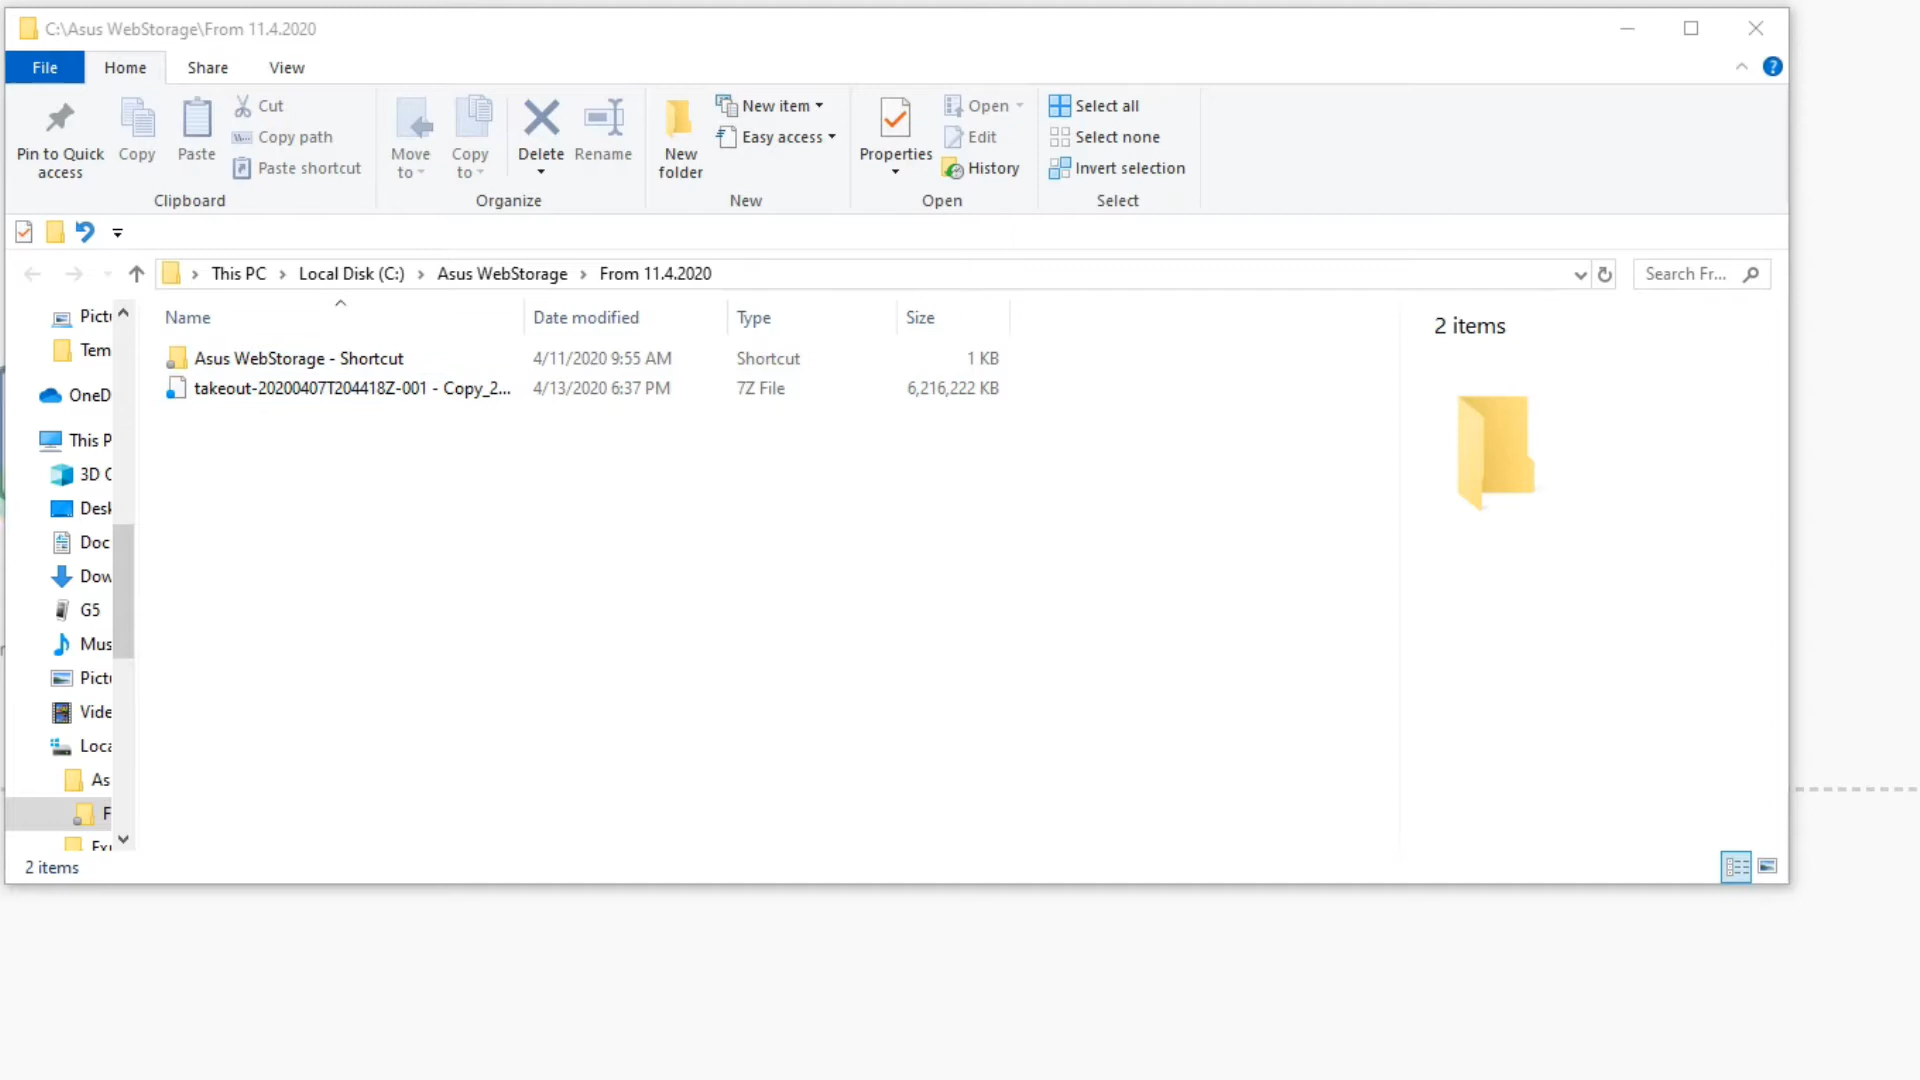 C:\Asus WebStorage\From 11.4.2020
File Home Share View
Pin to Quick access
Copy
Paste
Cut
Copy path
Paste shortcut
Clipboard
Move to
Copy to
Delete
Rename
Organize
New folder
New item
Easy access
New
Properties
Open
Edit
History
Open
Select all
Select none
Invert selection
Select
This PC Local Disk (C:) Asus WebStorage From 11.4.2020
Search Fr...
Pict
Tem
OneD
This P
3D O
Desk
Doc
Dow
G5
Mus
Pict
Vide
Loca
As
F
Name Date modified Type Size
Asus WebStorage - Shortcut 4/11/2020 9:55 AM Shortcut 1 KB
takeout-20200407T204418Z-001 - Copy_2... 4/13/2020 6:37 PM 7Z File 6,216,222 KB
2 items
2 items